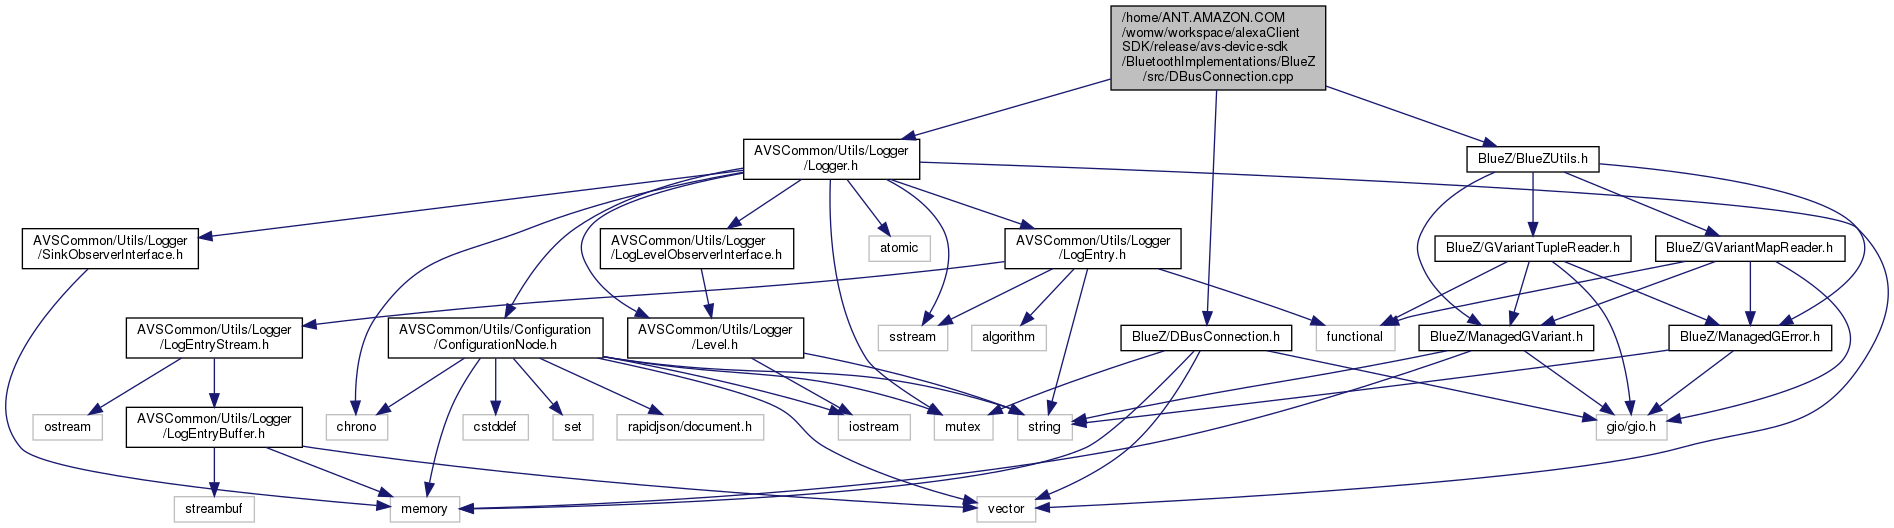 /home/ANT.AMAZON.COM
/womw/workspace/alexaClient
SDK/release/avs-device-sdk
/BluetoothImplementations/BlueZ
/src/DBusConnection.cpp
AVSCommon/Utils/Logger
/Logger.h
BlueZ/BlueZUtils.h
AVSCommon/Utils/Logger
/SinkObserverInterface.h
AVSCommon/Utils/Logger
/LogLevelObserverInterface.h
atomic
AVSCommon/Utils/Logger
/LogEntry.h
BlueZ/GVariantTupleReader.h
BlueZ/GVariantMapReader.h
AVSCommon/Utils/Logger
/LogEntryStream.h
AVSCommon/Utils/Configuration
/ConfigurationNode.h
AVSCommon/Utils/Logger
/Level.h
sstream
algorithm
BlueZ/DBusConnection.h
functional
BlueZ/ManagedGVariant.h
BlueZ/ManagedGError.h
ostream
AVSCommon/Utils/Logger
/LogEntryBuffer.h
chrono
cstddef
set
rapidjson/document.h
iostream
mutex
string
gio/gio.h
streambuf
memory
vector